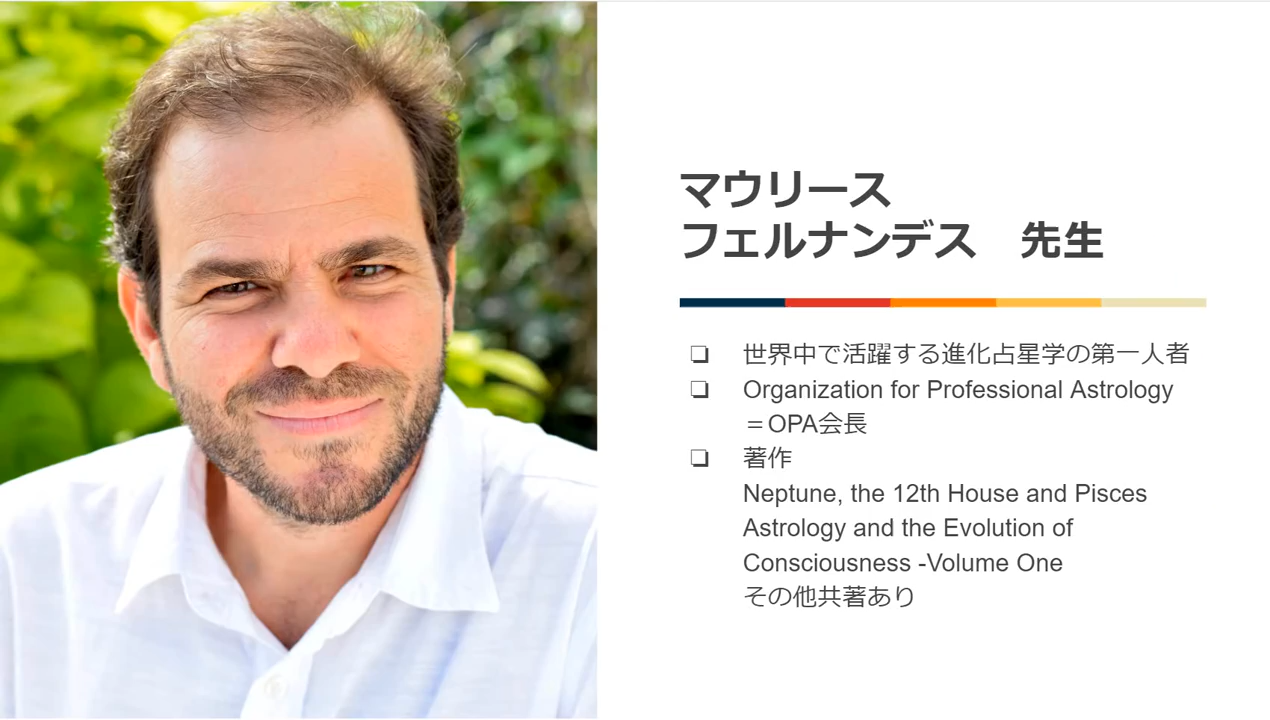 マウリース
フェルナンデス　先生
❏ 世界中で活躍する進化占星学の第一人者
❏ Organization for Professional Astrology
＝OPA会長
❏ 著作
Neptune, the 12th House and Pisces
Astrology and the Evolution of
Consciousness -Volume One
その他共著あり